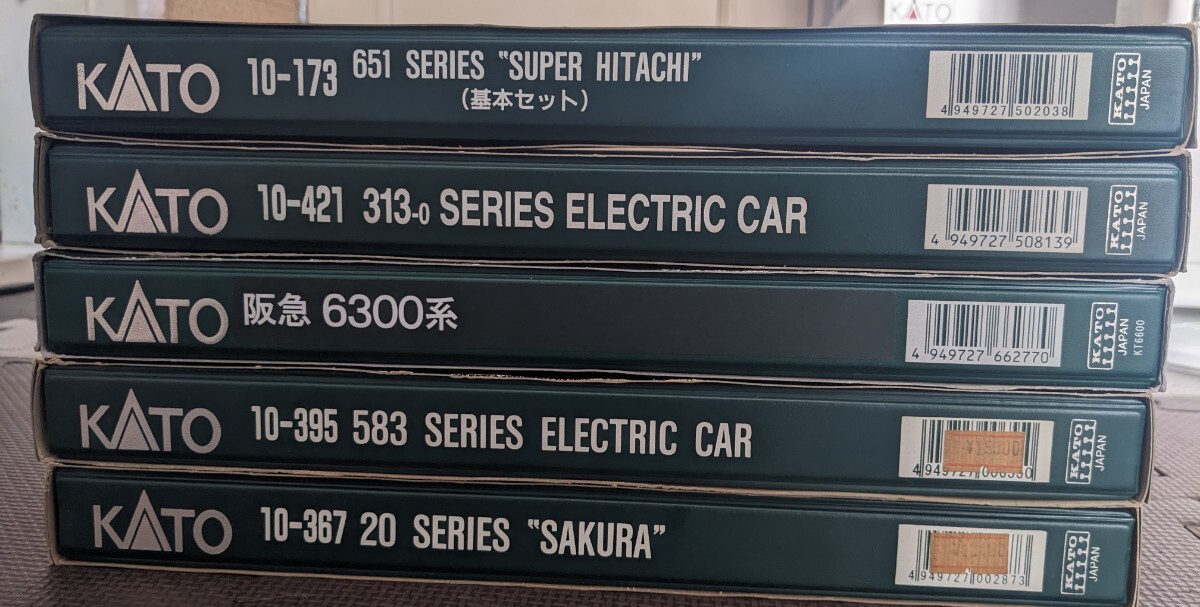 KATO
KATO 10-173 651 SERIES "SUPER HITACHI"
(基本セット)
4 949727 502038
KATO JAPAN
KATO 10-421 313-0 SERIES ELECTRIC CAR
4 949727 508139
KATO JAPAN
KATO 阪急 6300系
4 949727 662770
KATO JAPAN KT6600
KATO 10-395 583 SERIES ELECTRIC CAR
KATO JAPAN
KATO 10-367 20 SERIES "SAKURA"
4 949727 002873
KATO JAPAN